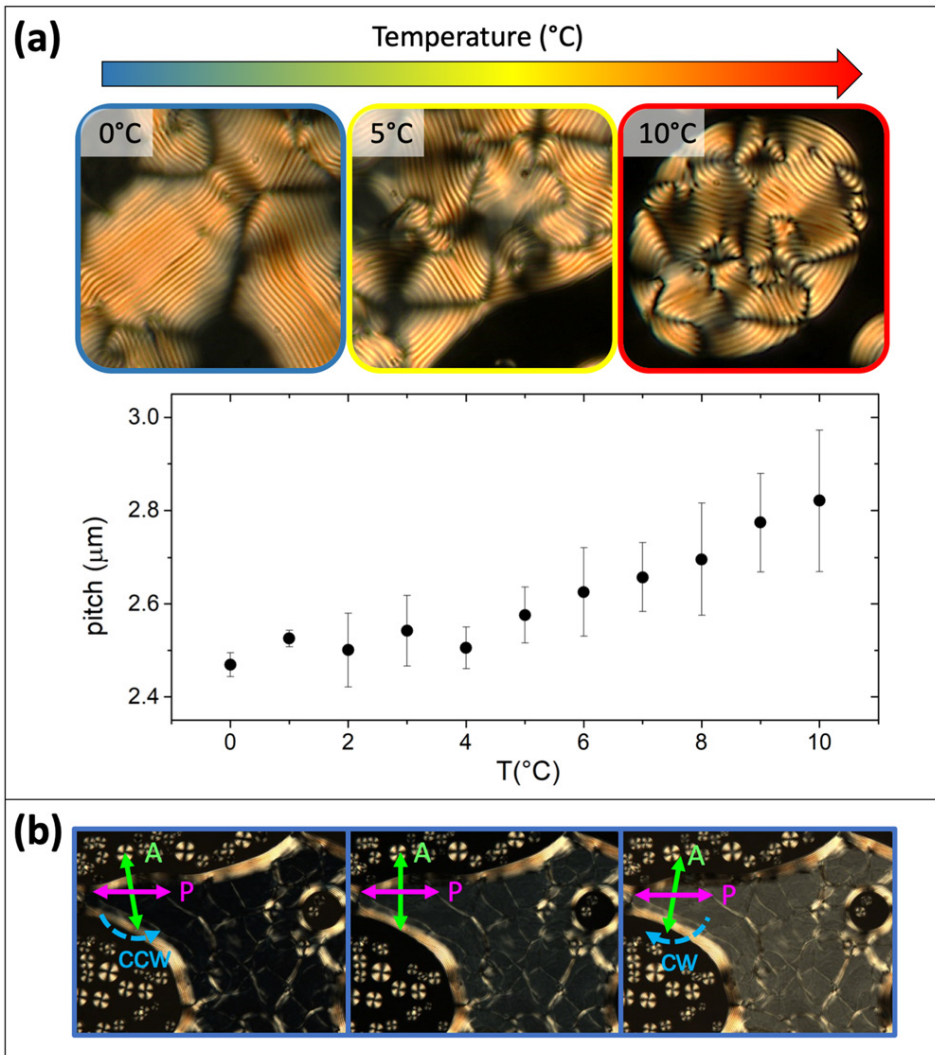 (a)
Temperature (°C)
0°C
5°C
10°C
3.0
2.8
2.6
2.4
pitch (μm)
0 2 4 6 8 10
T(°C)
(b)
A
P
CCW
A
P
A
P
CW